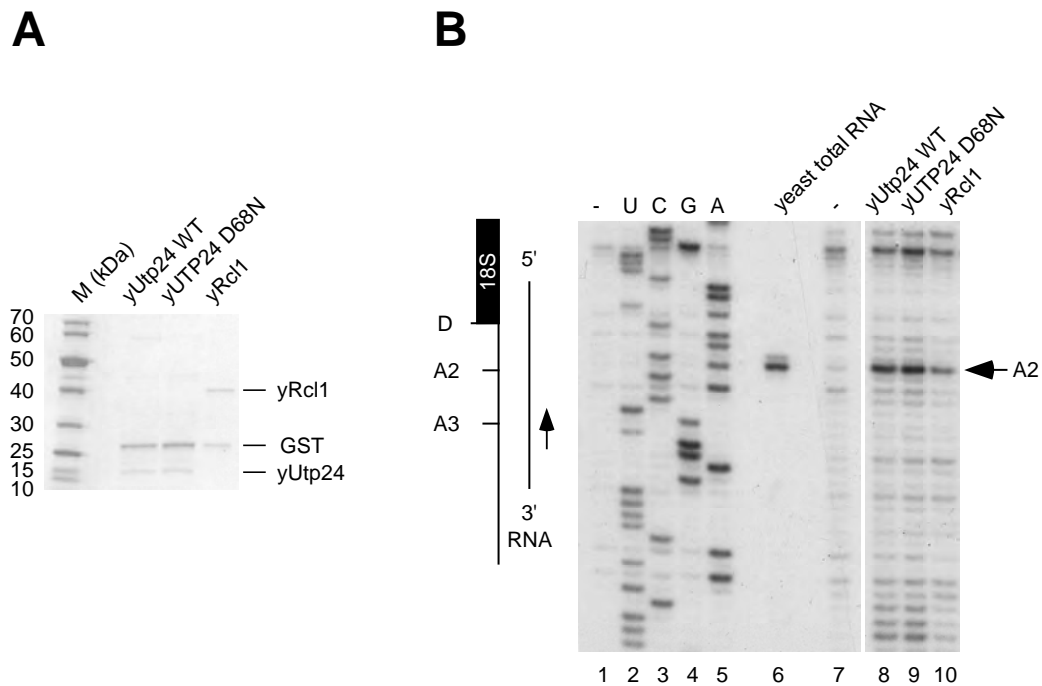 A
B
M (kDa)
yUtp24 WT
yUTP24 D68N
yRcl1
70
60
50
40
30
25
15
10
yRcl1
GST
yUtp24
18S
D
A2
A3
5'
3'
RNA
- U C G A yeast total RNA - yUtp24 WT yUTP24 D68N yRcl1
A2
1 2 3 4 5 6 7 8 9 10